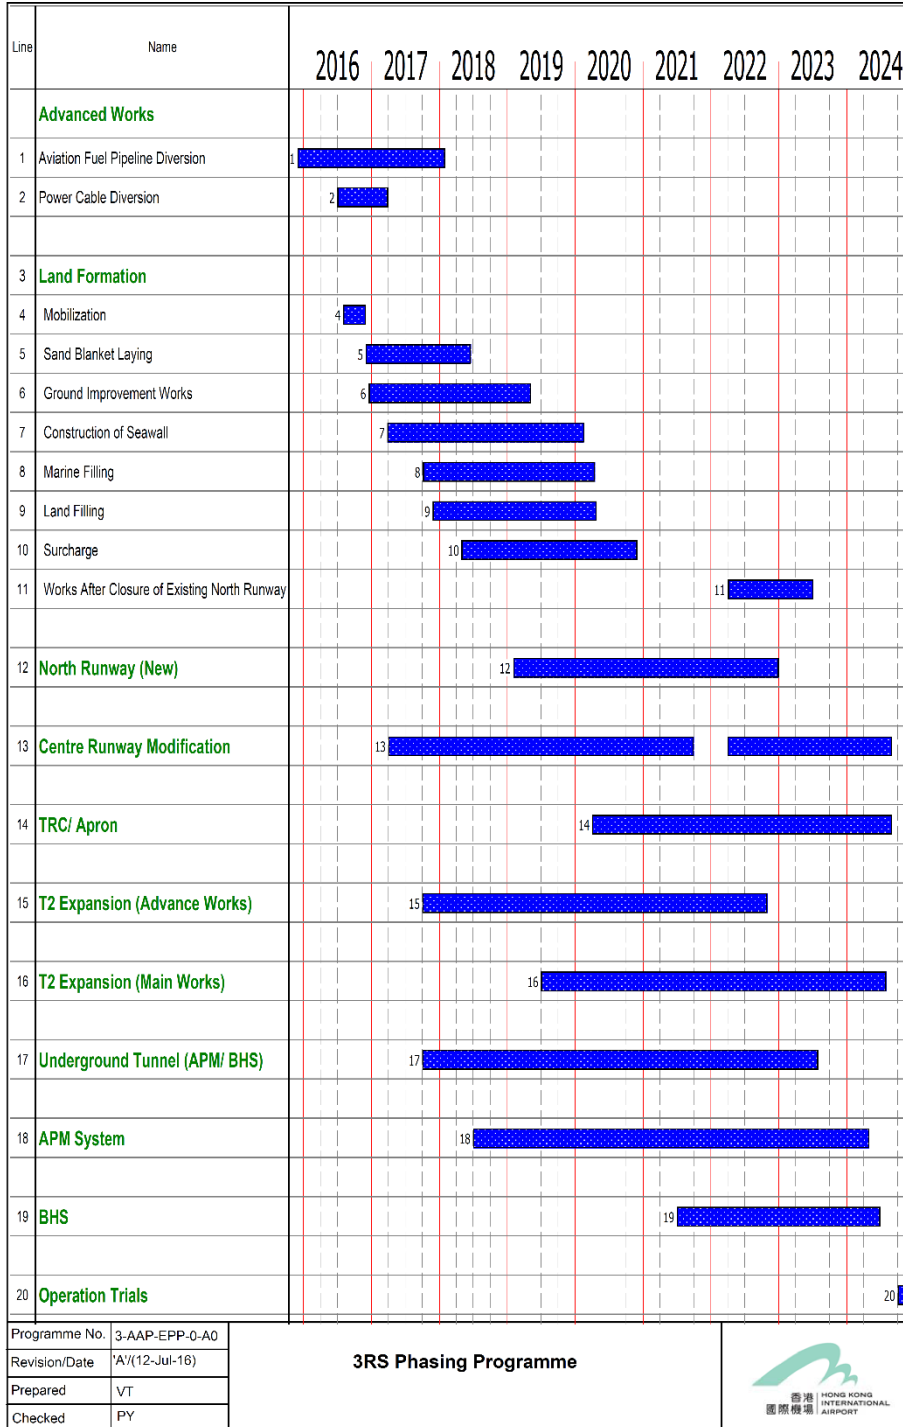 Line Name 2016 2017 2018 2019 2020 2021 2022 2023 2024
Advanced Works
1 Aviation Fuel Pipeline Diversion 1
2 Power Cable Diversion 2
3 Land Formation
4 Mobilization 4
5 Sand Blanket Laying 5
6 Ground Improvement Works 6
7 Construction of Seawall 7
8 Marine Filling 8
9 Land Filling 9
10 Surcharge 10
11 Works After Closure of Existing North Runway 11
12 North Runway (New) 12
13 Centre Runway Modification 13
14 TRC/ Apron 14
15 T2 Expansion (Advance Works) 15
16 T2 Expansion (Main Works) 16
17 Underground Tunnel (APM/ BHS) 17
18 APM System 18
19 BHS 19
20 Operation Trials 20
Programme No. 3-AAP-EPP-0-A0
Revision/Date 'A'/(12-Jul-16)
Prepared VT
Checked PY
3RS Phasing Programme
香港
國際機場
HONG KONG
INTERNATIONAL
AIRPORT